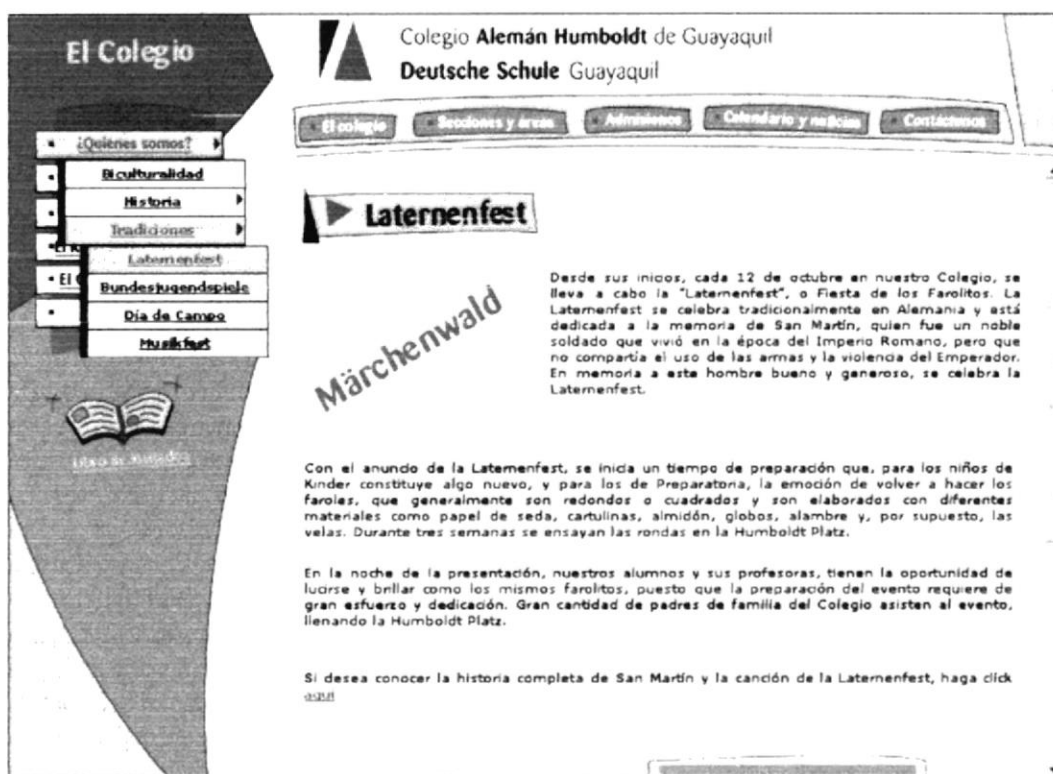 El Colegio
Colegio Alemán Humboldt de Guayaquil
Deutsche Schule Guayaquil
El colegio
Secciones y áreas
Admisiones
Calendario y noticias
Contáctenos
¿Quiénes somos?
Biculturalidad
Historia
Tradiciones
Laternenfest
El
Bundesjugendspiele
Día de Campo
Musikfest
Laternenfest
Märchenwald
Desde sus inicios, cada 12 de octubre en nuestro Colegio, se
lleva a cabo la "Laternenfest", o Fiesta de los Farolitos. La
Laternenfest se celebra tradicionalmente en Alemania y está
dedicada a la memoria de San Martín, quien fue un noble
soldado que vivió en la época del Imperio Romano, pero que
no compartía el uso de las armas y la violencia del Emperador.
En memoria a este hombre bueno y generoso, se celebra la
Laternenfest.
Libro de Visitas
Con el anuncio de la Laternenfest, se inicia un tiempo de preparación que, para los niños de
Kinder constituye algo nuevo, y para los de Preparatoria, la emoción de volver a hacer los
faroles, que generalmente son redondos o cuadrados y son elaborados con diferentes
materiales como papel de seda, cartulinas, almidón, globos, alambre y, por supuesto, las
velas. Durante tres semanas se ensayan las rondas en la Humboldt Platz.
En la noche de la presentación, nuestros alumnos y sus profesoras, tienen la oportunidad de
lucirse y brillar como los mismos farolitos, puesto que la preparación del evento requiere de
gran esfuerzo y dedicación. Gran cantidad de padres de familia del Colegio asisten al evento,
llenando la Humboldt Platz.
Si desea conocer la historia completa de San Martín y la canción de la Laternenfest, haga click
aquí